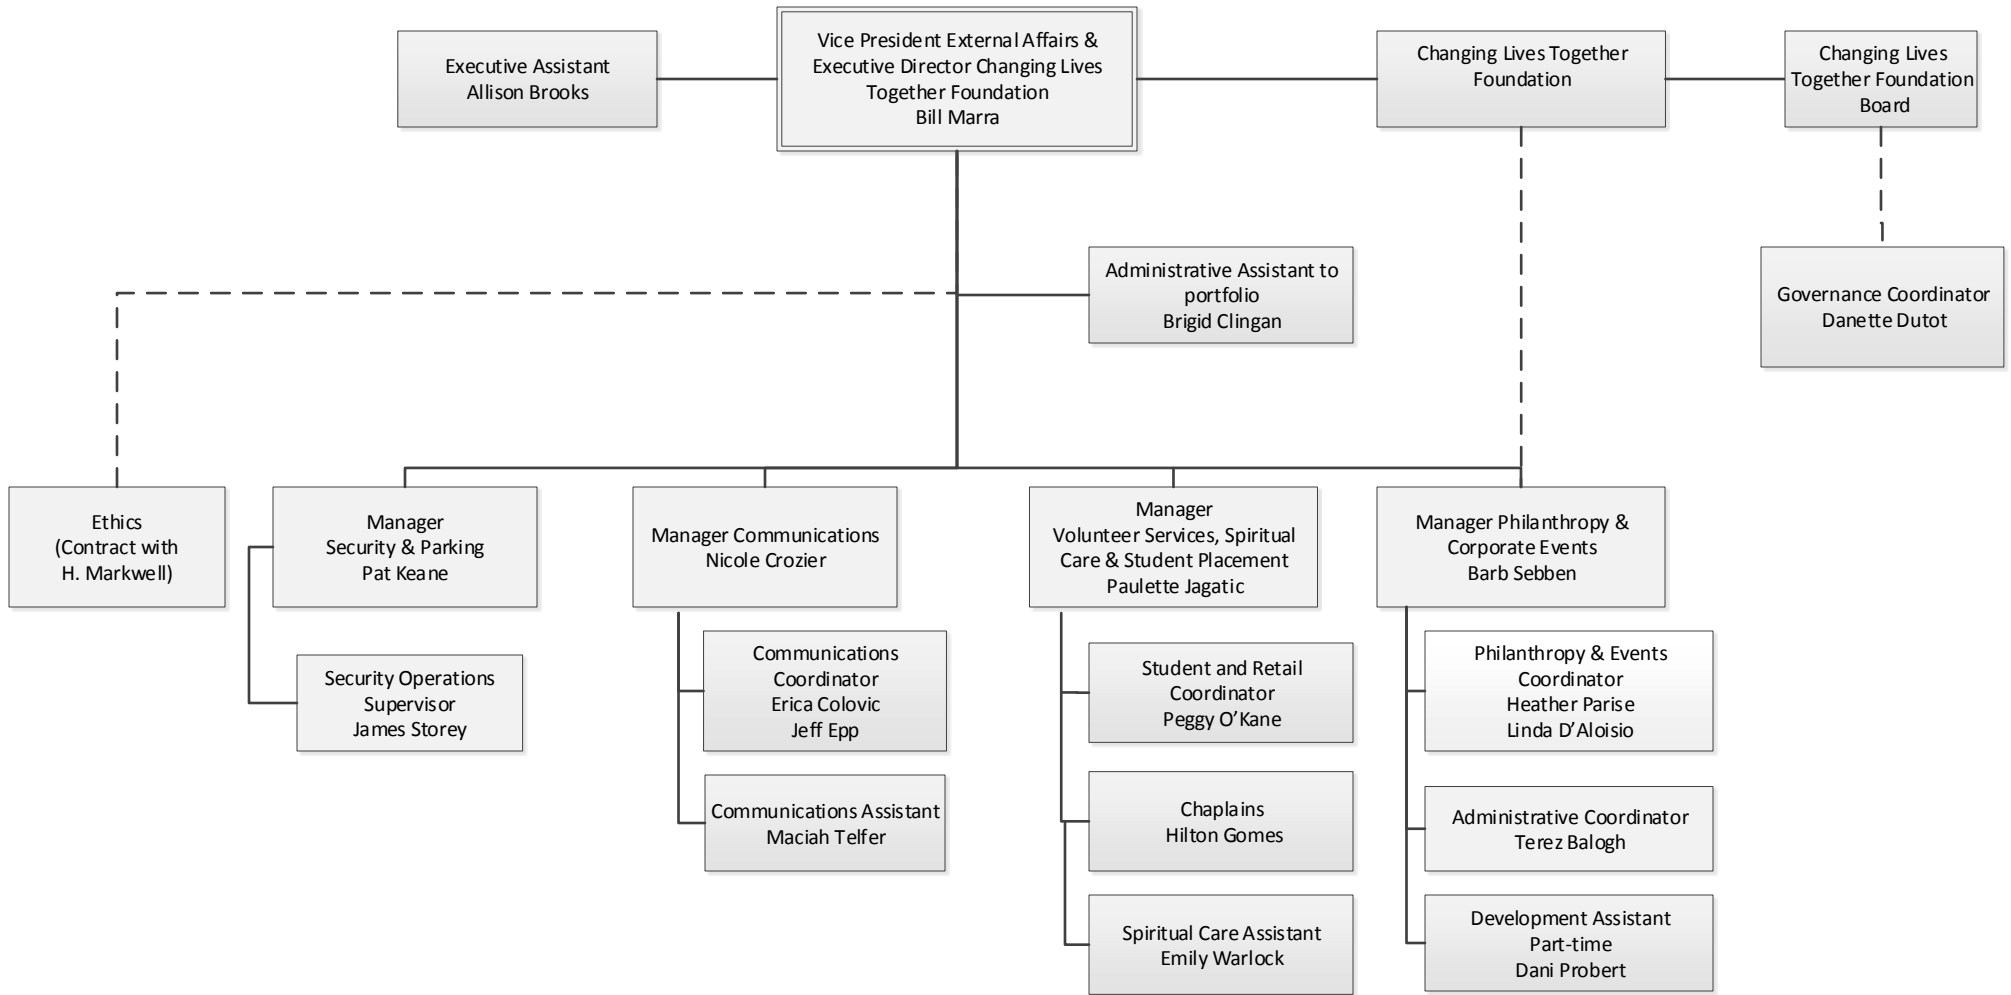 Executive Assistant
Allison Brooks
Vice President External Affairs &
Executive Director Changing Lives
Together Foundation
Bill Marra
Changing Lives Together
Foundation
Changing Lives
Together Foundation
Board
Administrative Assistant to
portfolio
Brigid Clingan
Governance Coordinator
Danette Dutot
Ethics
(Contract with
H. Markwell)
Manager
Security & Parking
Pat Keane
Manager Communications
Nicole Crozier
Manager
Volunteer Services, Spiritual
Care & Student Placement
Paulette Jagatic
Manager Philanthropy &
Corporate Events
Barb Sebben
Security Operations
Supervisor
James Storey
Communications
Coordinator
Erica Colovic
Jeff Epp
Communications Assistant
Maciah Telfer
Student and Retail
Coordinator
Peggy O’Kane
Chaplains
Hilton Gomes
Spiritual Care Assistant
Emily Warlock
Philanthropy & Events
Coordinator
Heather Parise
Linda D’Aloisio
Administrative Coordinator
Terez Balogh
Development Assistant
Part-time
Dani Probert